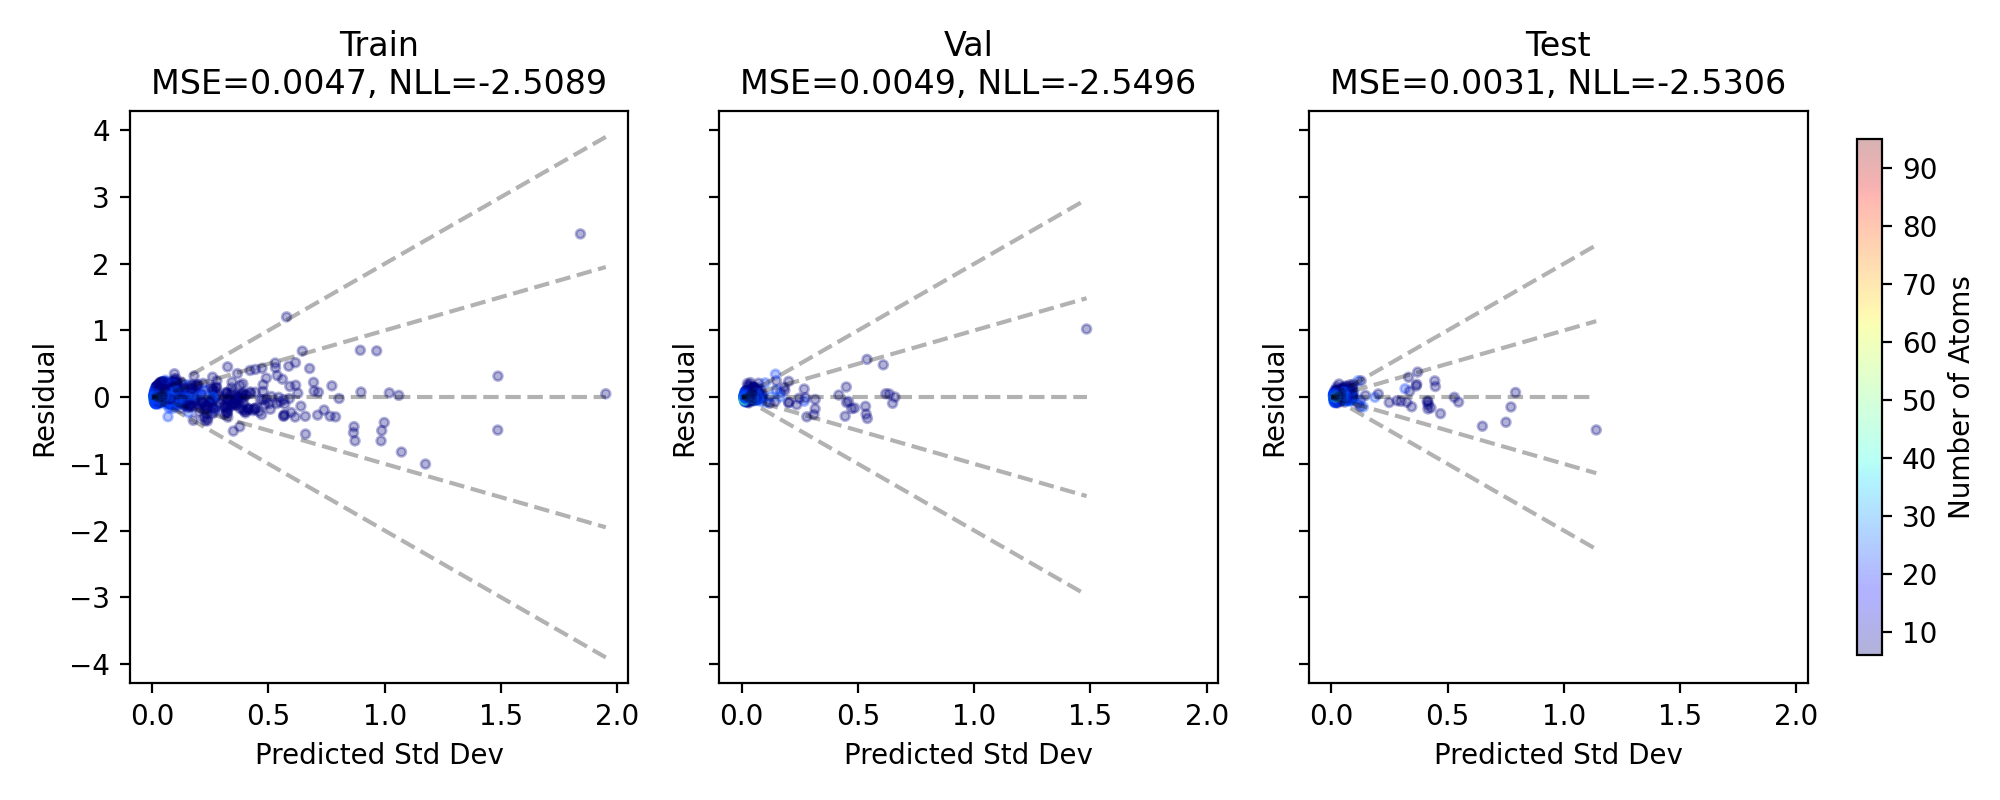 Train
MSE=0.0047, NLL=-2.5089
Val
MSE=0.0049, NLL=-2.5496
Test
MSE=0.0031, NLL=-2.5306
4
3
2
1
0
−1
−2
−3
−4
Residual
0.0 0.5 1.0 1.5 2.0
Predicted Std Dev
Residual
0.0 0.5 1.0 1.5 2.0
Predicted Std Dev
Residual
0.0 0.5 1.0 1.5 2.0
Predicted Std Dev
90
80
70
60
50
40
30
20
10
Number of Atoms